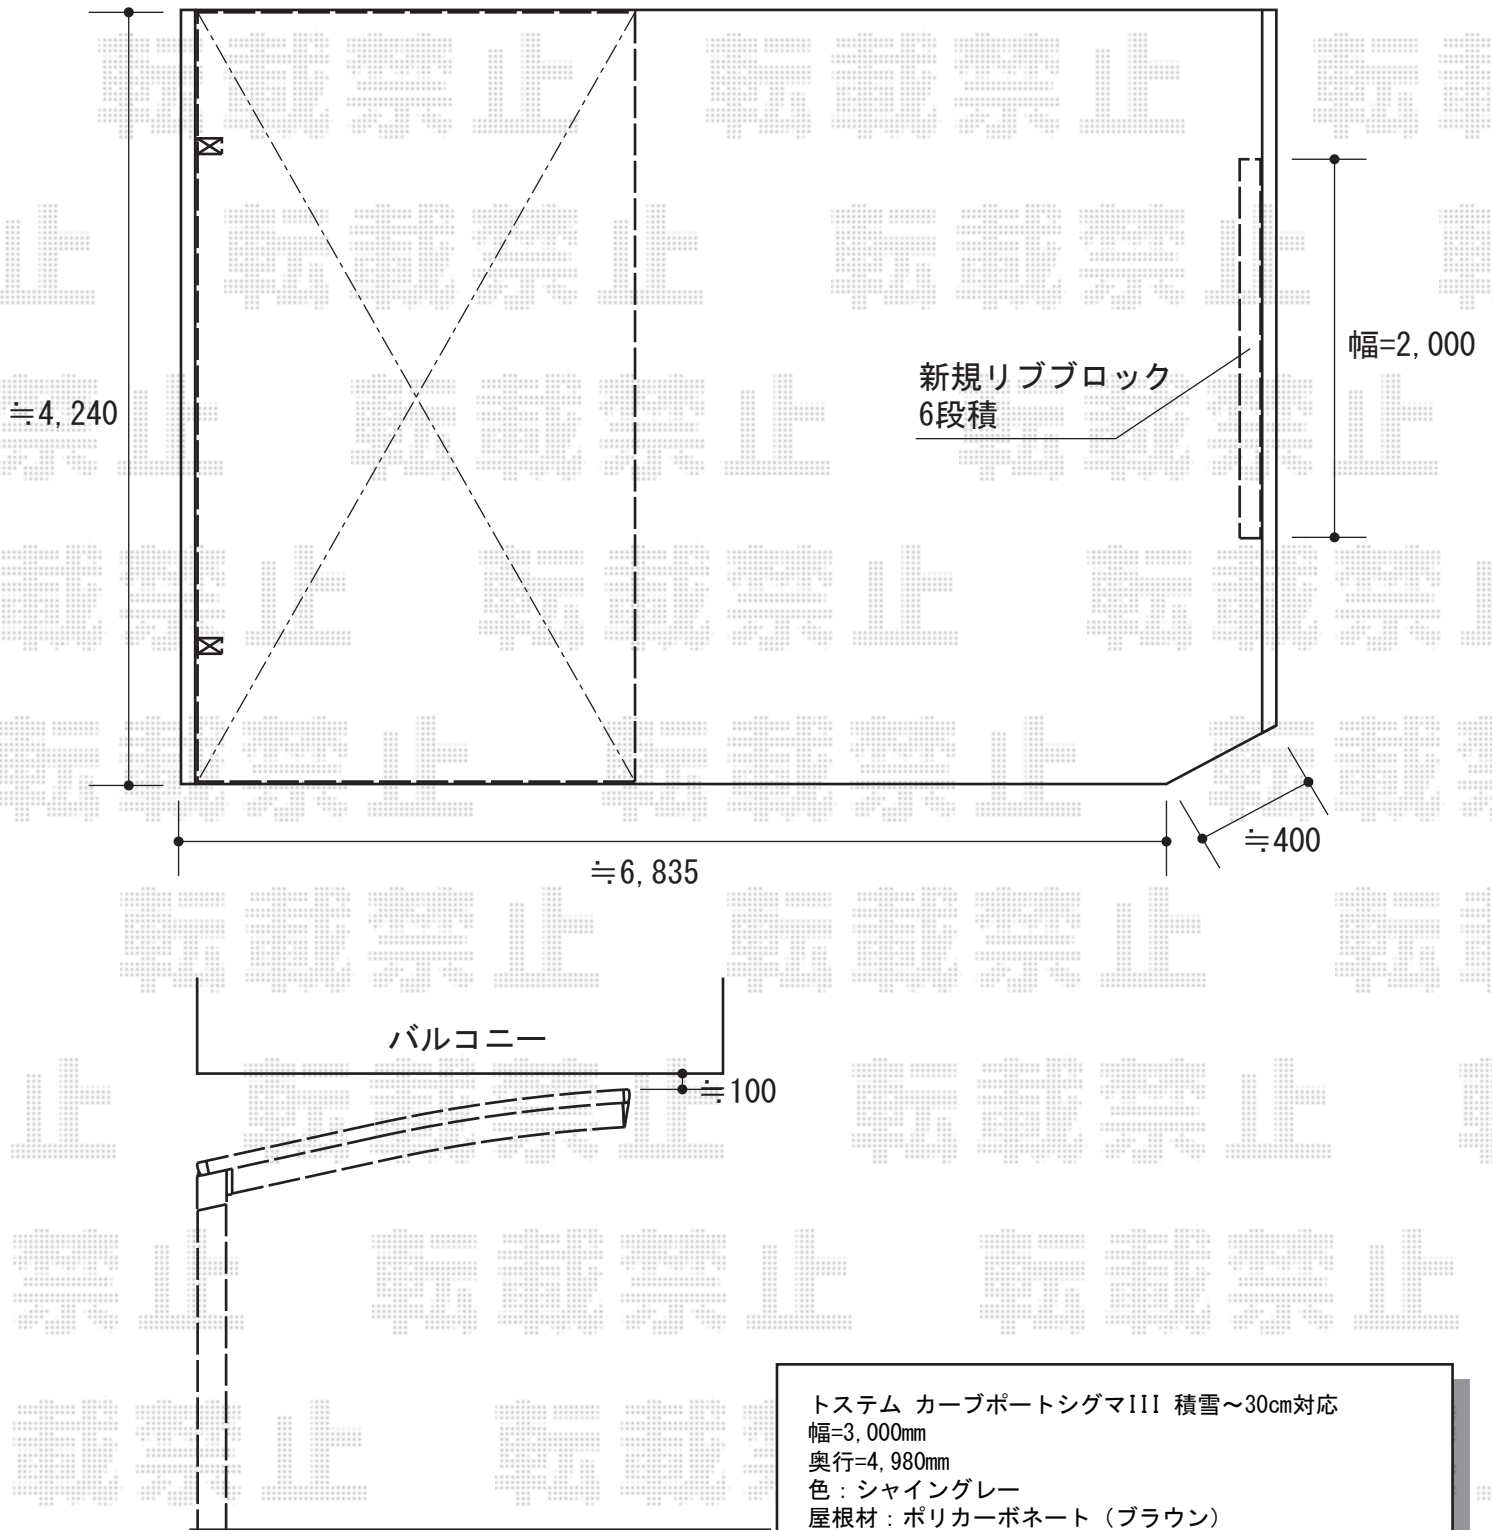 ≒4,240
幅=2,000
新規リブブロック
6段積
≒400
≒6,835
バルコニー
≒100
トステム カーブポートシグマIII 積雪～30cm対応
幅=3,000mm
奥行=4,980mm
色：シャイングレー
屋根材：ポリカーボネート（ブラウン）
転載禁止